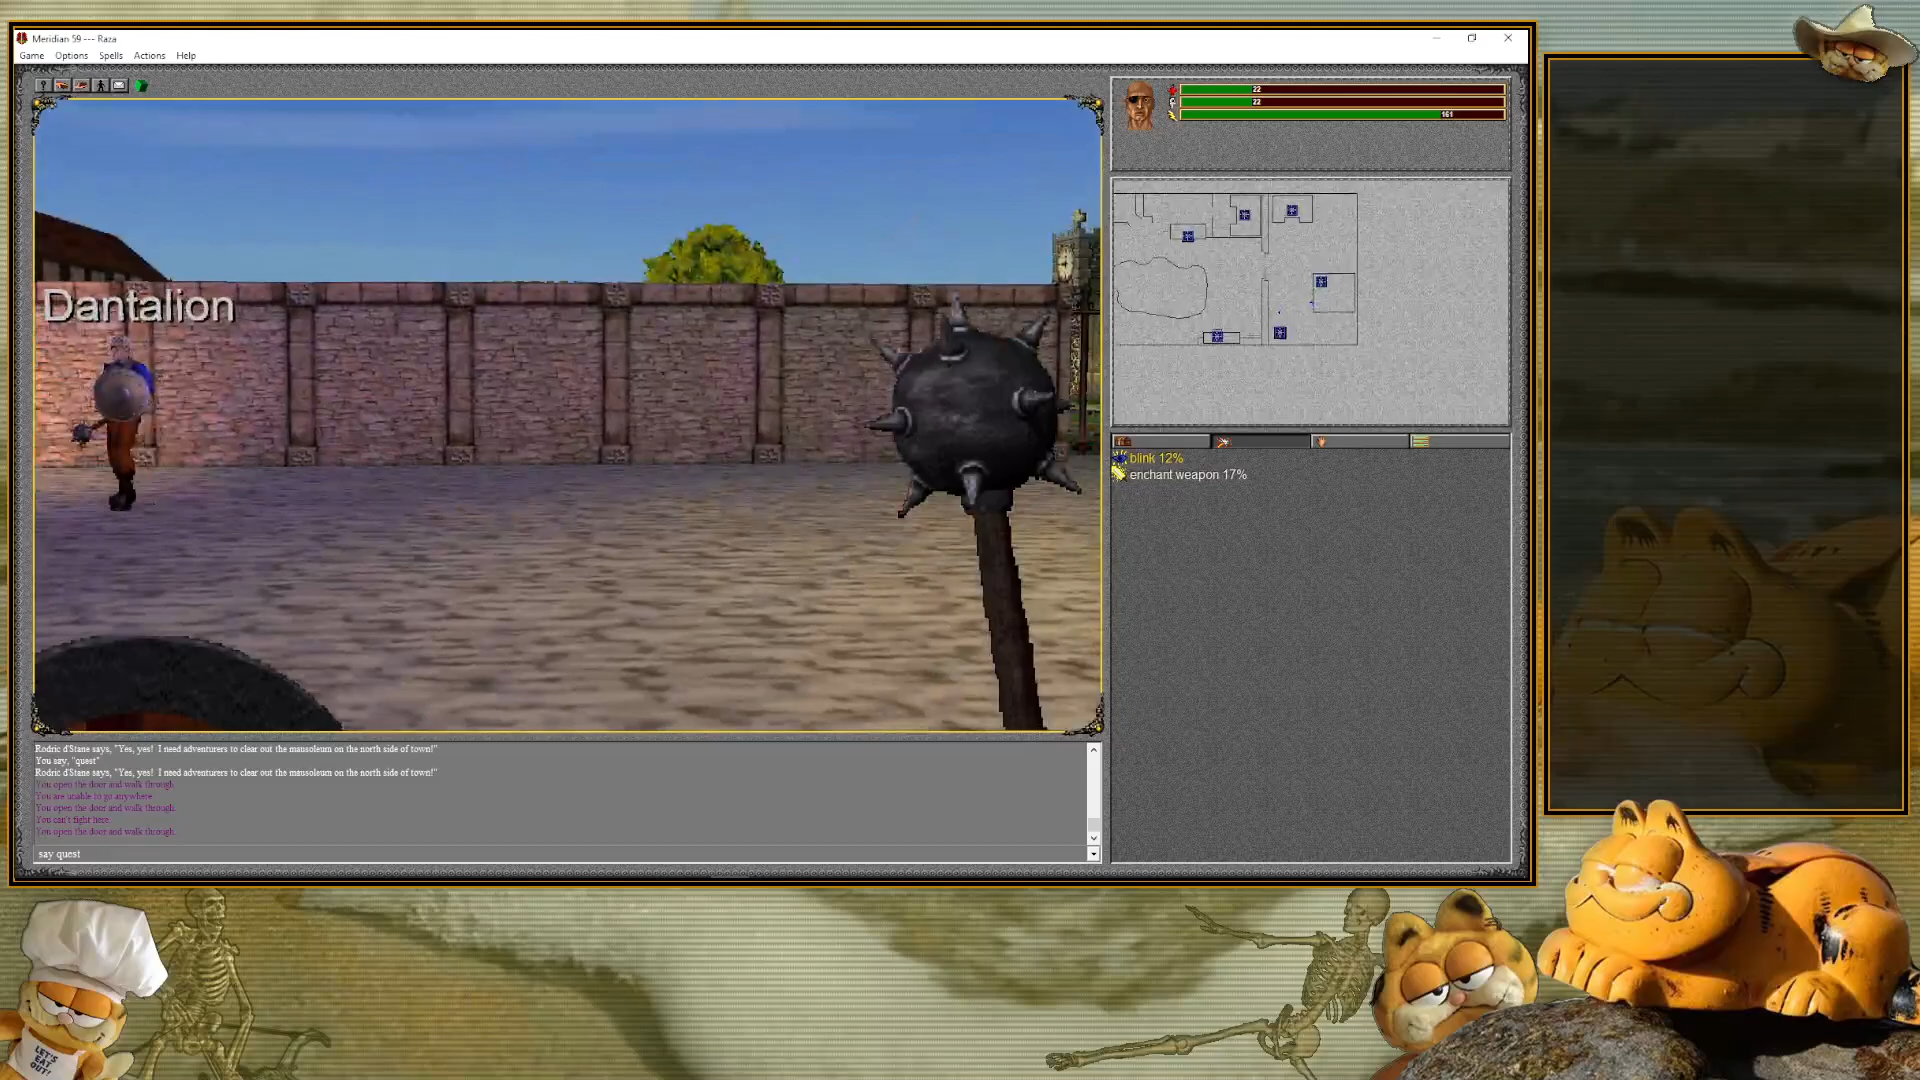 Meridian 59 --- Raza
Game Options Spells Actions Help
22
22
161
Dantalion
blink 12%
enchant weapon 17%
Rodric d'Stane says, "Yes, yes!  I need adventurers to clear out the mausoleum on the north side of town!"
You say, "quest"
Rodric d'Stane says, "Yes, yes!  I need adventurers to clear out the mausoleum on the north side of town!"
You open the door and walk through.
You are unable to go anywhere.
You open the door and walk through.
You can't fight here.
You open the door and walk through.
say quest
LET'S
EAT
OUT!